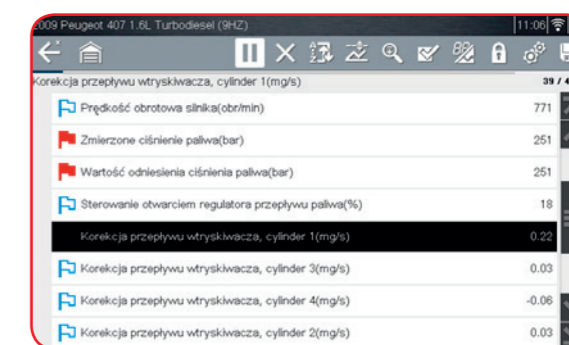 2009 Peugeot 407 1.6L Turbodiesel (9HZ) 11:06
Korekcja przepływu wtryskiwacza, cylinder 1(mg/s) 39 / 4
Prędkość obrotowa silnika(obr/min) 771
Zmierzone ciśnienie paliwa(bar) 251
Wartość odniesienia ciśnienia paliwa(bar) 251
Sterowanie otwarciem regulatora przepływu paliwa(%) 18
Korekcja przepływu wtryskiwacza, cylinder 1(mg/s) 0.22
Korekcja przepływu wtryskiwacza, cylinder 3(mg/s) 0.03
Korekcja przepływu wtryskiwacza, cylinder 4(mg/s) -0.06
Korekcja przepływu wtryskiwacza, cylinder 2(mg/s) 0.03